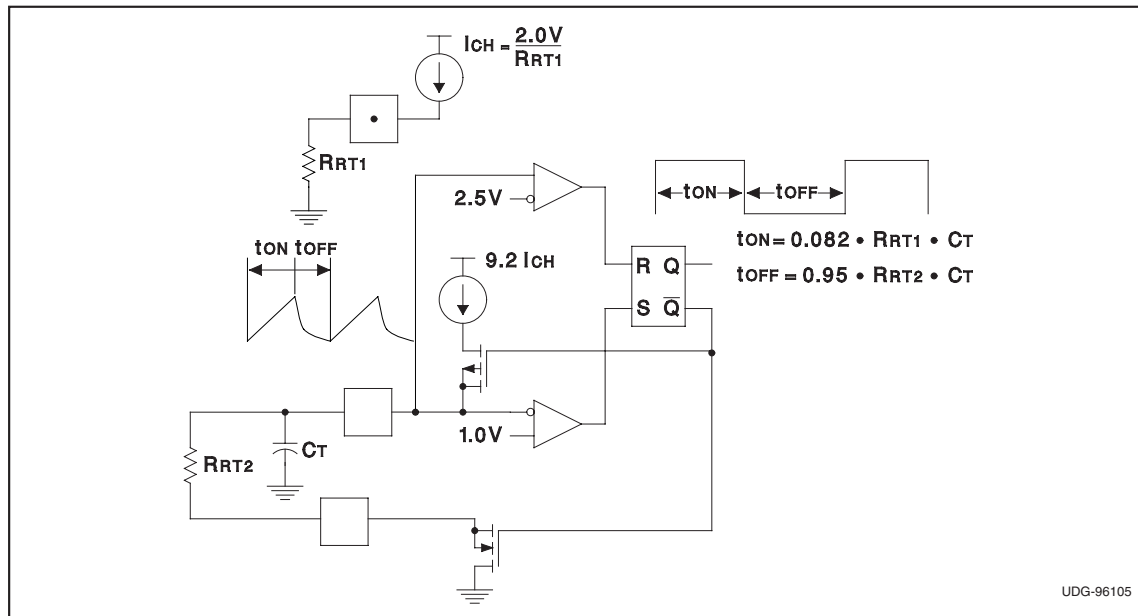 ICH = 2.0V
RRT1
RRT1
2.5V
tON
tOFF
tON = 0.082 • RRT1 • CT
tOFF = 0.95 • RRT2 • CT
tON tOFF
9.2 ICH
R Q
S Q̅
1.0V
CT
RRT2
UDG-96105